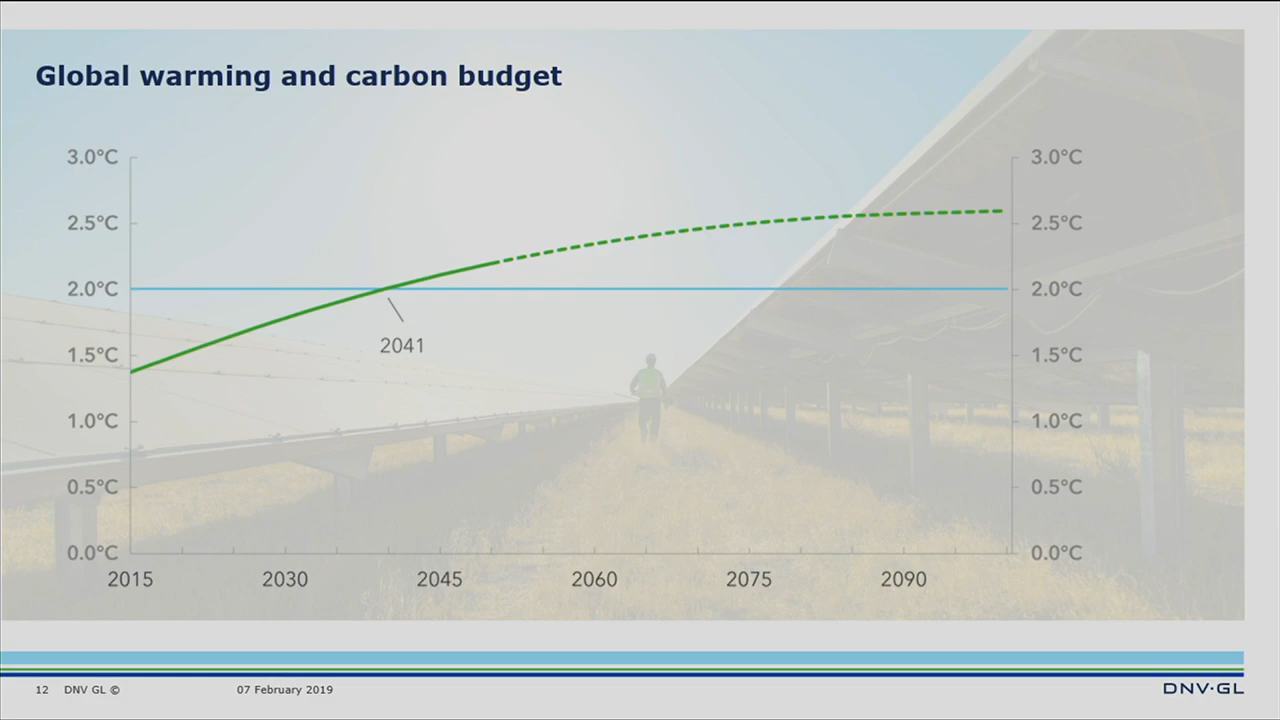 Global warming and carbon budget
3.0°C
3.0°C
2.5°C
2.5°C
2.0°C
2.0°C
2041
1.5°C
1.5°C
1.0°C
1.0°C
0.5°C
0.5°C
0.0°C
0.0°C
2015 2030 2045 2060 2075 2090
12 DNV GL © 07 February 2019
DNV·GL